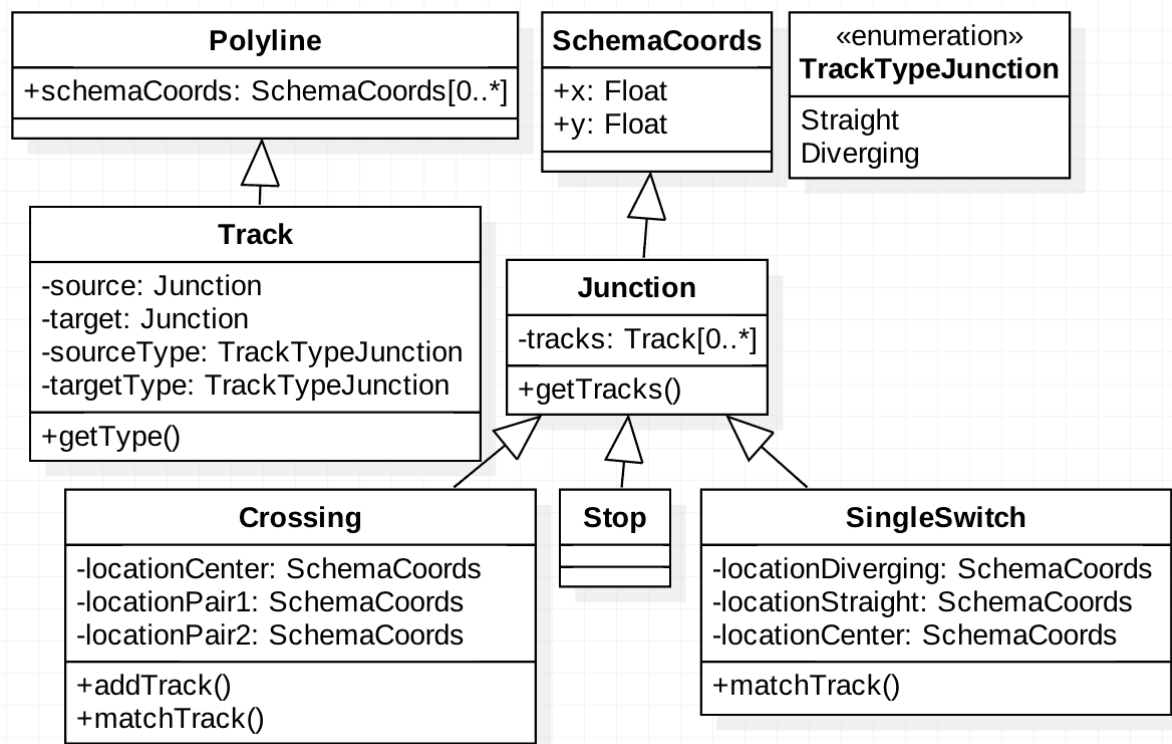 Polyline
+schemaCoords: SchemaCoords[0..*]
SchemaCoords
+x: Float
+y: Float
«enumeration»
TrackTypeJunction
Straight
Diverging
Track
-source: Junction
-target: Junction
-sourceType: TrackTypeJunction
-targetType: TrackTypeJunction
+getType()
Junction
-tracks: Track[0..*]
+getTracks()
Crossing
-locationCenter: SchemaCoords
-locationPair1: SchemaCoords
-locationPair2: SchemaCoords
+addTrack()
+matchTrack()
Stop
SingleSwitch
-locationDiverging: SchemaCoords
-locationStraight: SchemaCoords
-locationCenter: SchemaCoords
+matchTrack()